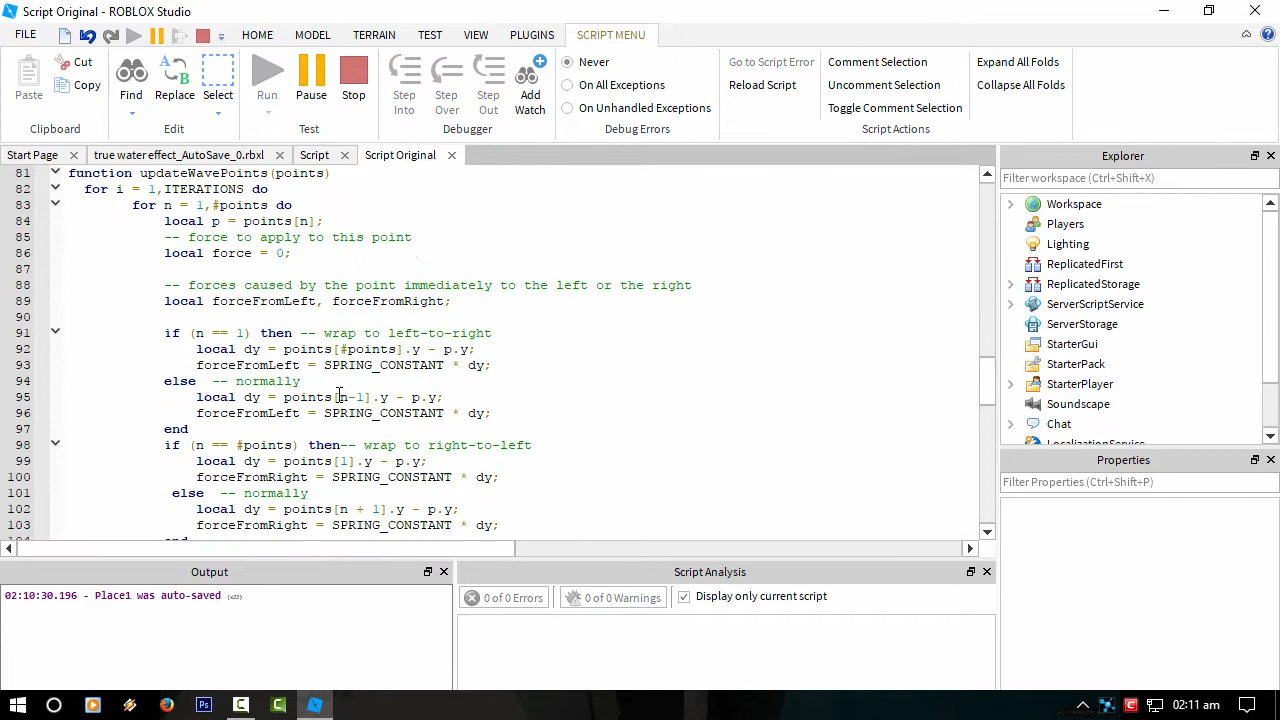 Script Original - ROBLOX Studio
FILE HOME MODEL TERRAIN TEST VIEW PLUGINS SCRIPT MENU
Paste Cut Copy Find Replace Select Run Pause Stop Step Into Step Over Step Out Add Watch
Never
On All Exceptions
On Unhandled Exceptions
Go to Script Error
Reload Script
Comment Selection
Uncomment Selection
Toggle Comment Selection
Expand All Folds
Collapse All Folds
Clipboard Edit Test Debugger Debug Errors Script Actions
Start Page true water effect_AutoSave_0.rbxl Script Script Original
81 function updateWavePoints(points)
82 for i = 1,ITERATIONS do
83 for n = 1,#points do
84 local p = points[n];
85 -- force to apply to this point
86 local force = 0;
87
88 -- forces caused by the point immediately to the left or the right
89 local forceFromLeft, forceFromRight;
90
91 if (n == 1) then -- wrap to left-to-right
92 local dy = points[#points].y - p.y;
93 forceFromLeft = SPRING_CONSTANT * dy;
94 else -- normally
95 local dy = points[n-1].y - p.y;
96 forceFromLeft = SPRING_CONSTANT * dy;
97 end
98 if (n == #points) then-- wrap to right-to-left
99 local dy = points[1].y - p.y;
100 forceFromRight = SPRING_CONSTANT * dy;
101 else -- normally
102 local dy = points[n + 1].y - p.y;
103 forceFromRight = SPRING_CONSTANT * dy;
104 end
Explorer
Filter workspace (Ctrl+Shift+X)
Workspace
Players
Lighting
ReplicatedFirst
ReplicatedStorage
ServerScriptService
ServerStorage
StarterGui
StarterPack
StarterPlayer
Soundscape
Chat
LocalizationService
Properties
Filter Properties (Ctrl+Shift+P)
Output
02:10:30.196 - Place1 was auto-saved (x22)
Script Analysis
0 of 0 Errors 0 of 0 Warnings Display only current script
Ps
02:11 am